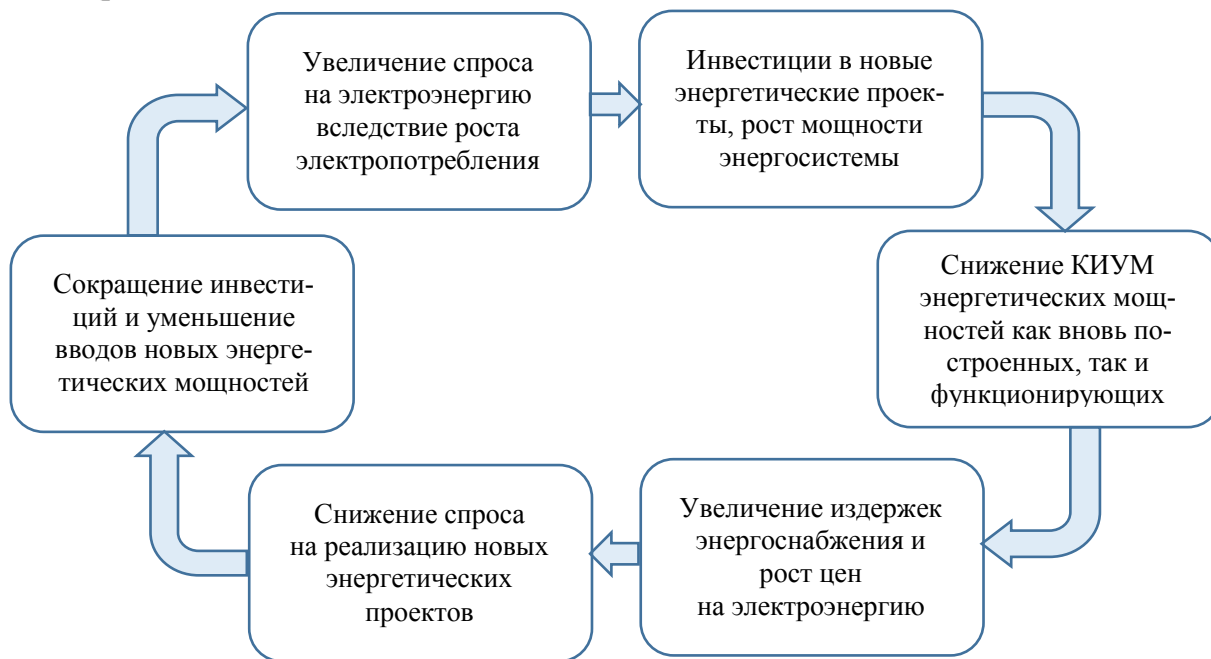 Увеличение спроса
на электроэнергию
вследствие роста
электропотребления
Инвестиции в новые
энергетические проек-
ты, рост мощности
энергосистемы
Снижение КИУМ
энергетических мощ-
ностей как вновь по-
строенных, так и
функционирующих
Увеличение издержек
энергоснабжения и
рост цен
на электроэнергию
Снижение спроса
на реализацию новых
энергетических
проектов
Сокращение инвести-
ций и уменьшение
вводов новых энерге-
тических мощностей